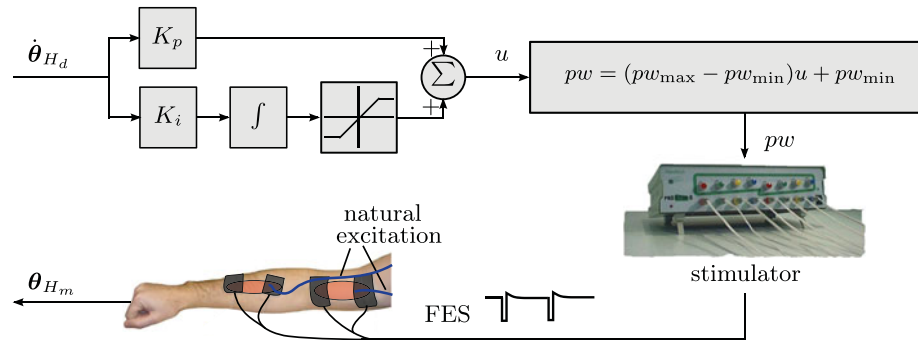 θ̇_{H_d}
K_p
+
Σ
u
pw = (pw_max − pw_min)u + pw_min
K_i
∫
+
pw
natural
excitation
stimulator
θ_{H_m}
FES